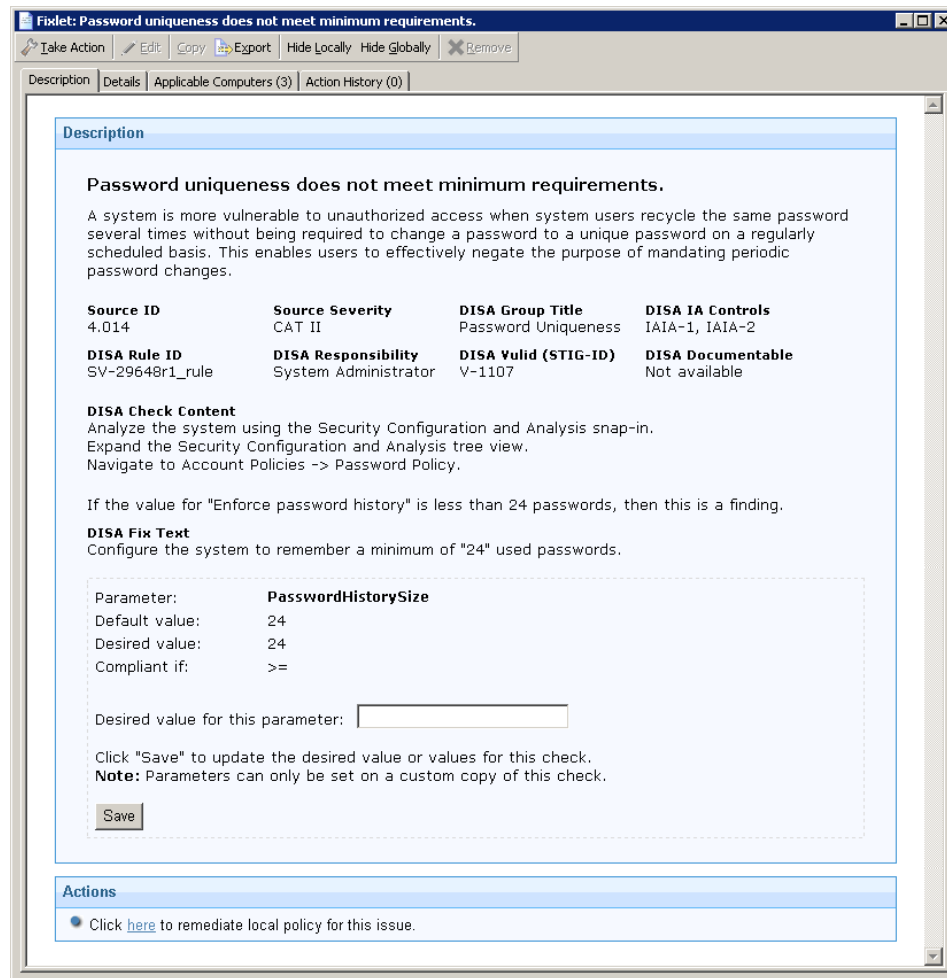 Fixlet: Password uniqueness does not meet minimum requirements.
Take Action Edit Copy Export Hide Locally Hide Globally Remove
Description Details Applicable Computers (3) Action History (0)
Description
Password uniqueness does not meet minimum requirements.
A system is more vulnerable to unauthorized access when system users recycle the same password
several times without being required to change a password to a unique password on a regularly
scheduled basis. This enables users to effectively negate the purpose of mandating periodic
password changes.
Source ID Source Severity DISA Group Title DISA IA Controls
4.014 CAT II Password Uniqueness IAIA-1, IAIA-2
DISA Rule ID DISA Responsibility DISA Vulid (STIG-ID) DISA Documentable
SV-29648r1_rule System Administrator V-1107 Not available
DISA Check Content
Analyze the system using the Security Configuration and Analysis snap-in.
Expand the Security Configuration and Analysis tree view.
Navigate to Account Policies -> Password Policy.
If the value for "Enforce password history" is less than 24 passwords, then this is a finding.
DISA Fix Text
Configure the system to remember a minimum of "24" used passwords.
Parameter: PasswordHistorySize
Default value: 24
Desired value: 24
Compliant if: >=
Desired value for this parameter:
Click "Save" to update the desired value or values for this check.
Note: Parameters can only be set on a custom copy of this check.
Save
Actions
Click here to remediate local policy for this issue.